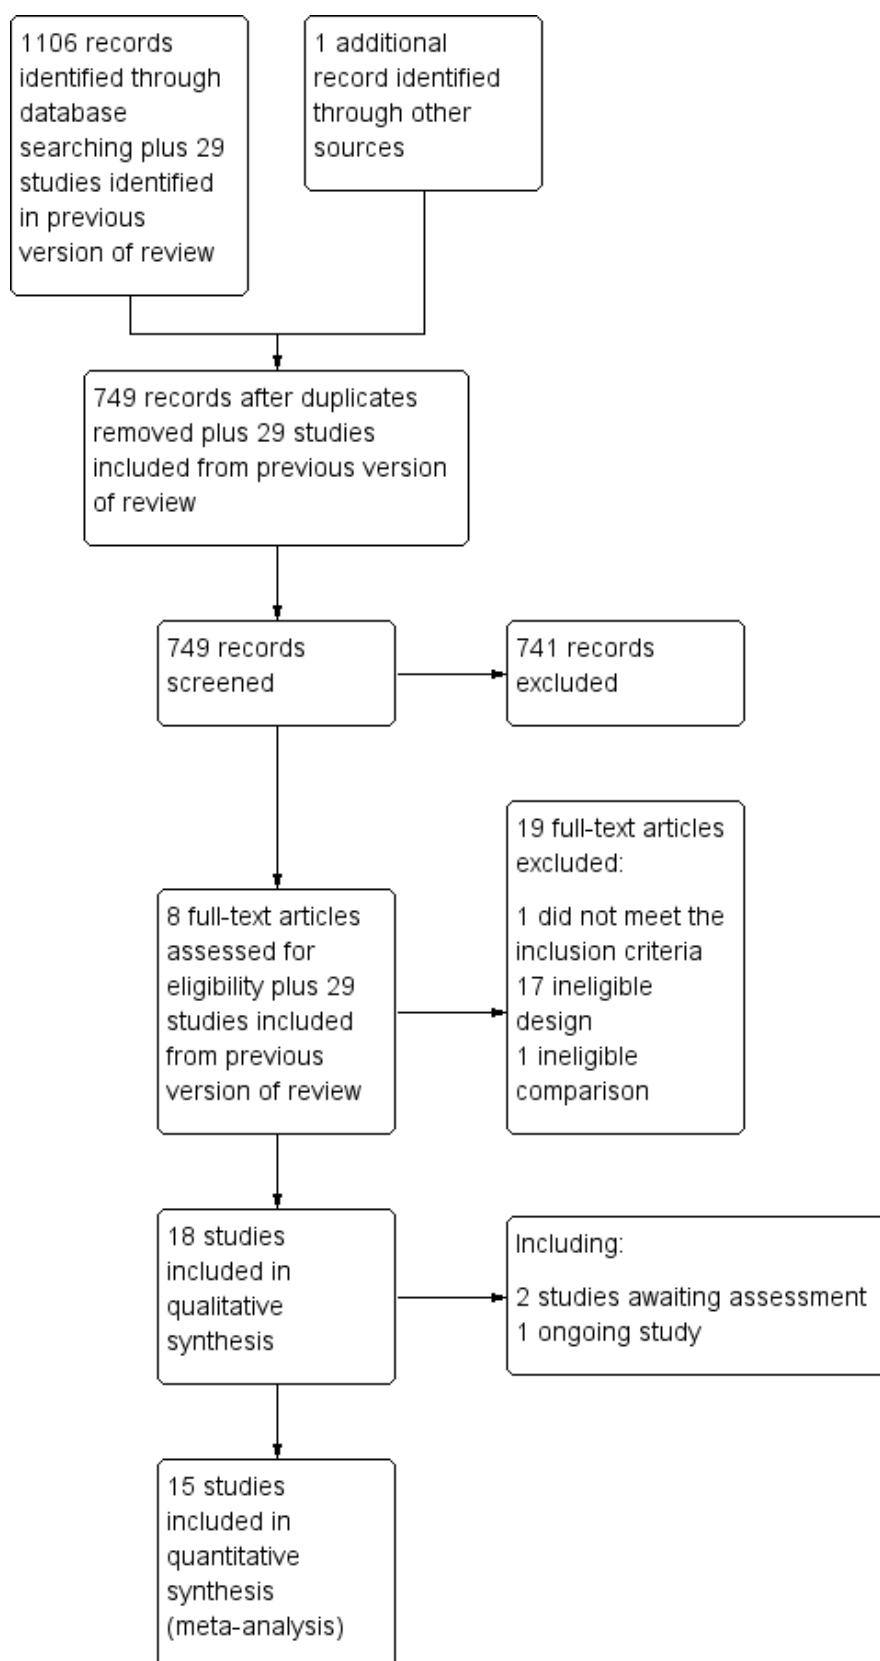 1106 records
identified through
database
searching plus 29
studies identified
in previous
version of review
1 additional
record identified
through other
sources
749 records after duplicates
removed plus 29 studies
included from previous version
of review
749 records
screened
741 records
excluded
8 full-text articles
assessed for
eligibility plus 29
studies included
from previous
version of review
19 full-text articles
excluded:
1 did not meet the
inclusion criteria
17 ineligible
design
1 ineligible
comparison
18 studies
included in
qualitative
synthesis
Including:
2 studies awaiting assessment
1 ongoing study
15 studies
included in
quantitative
synthesis
(meta-analysis)